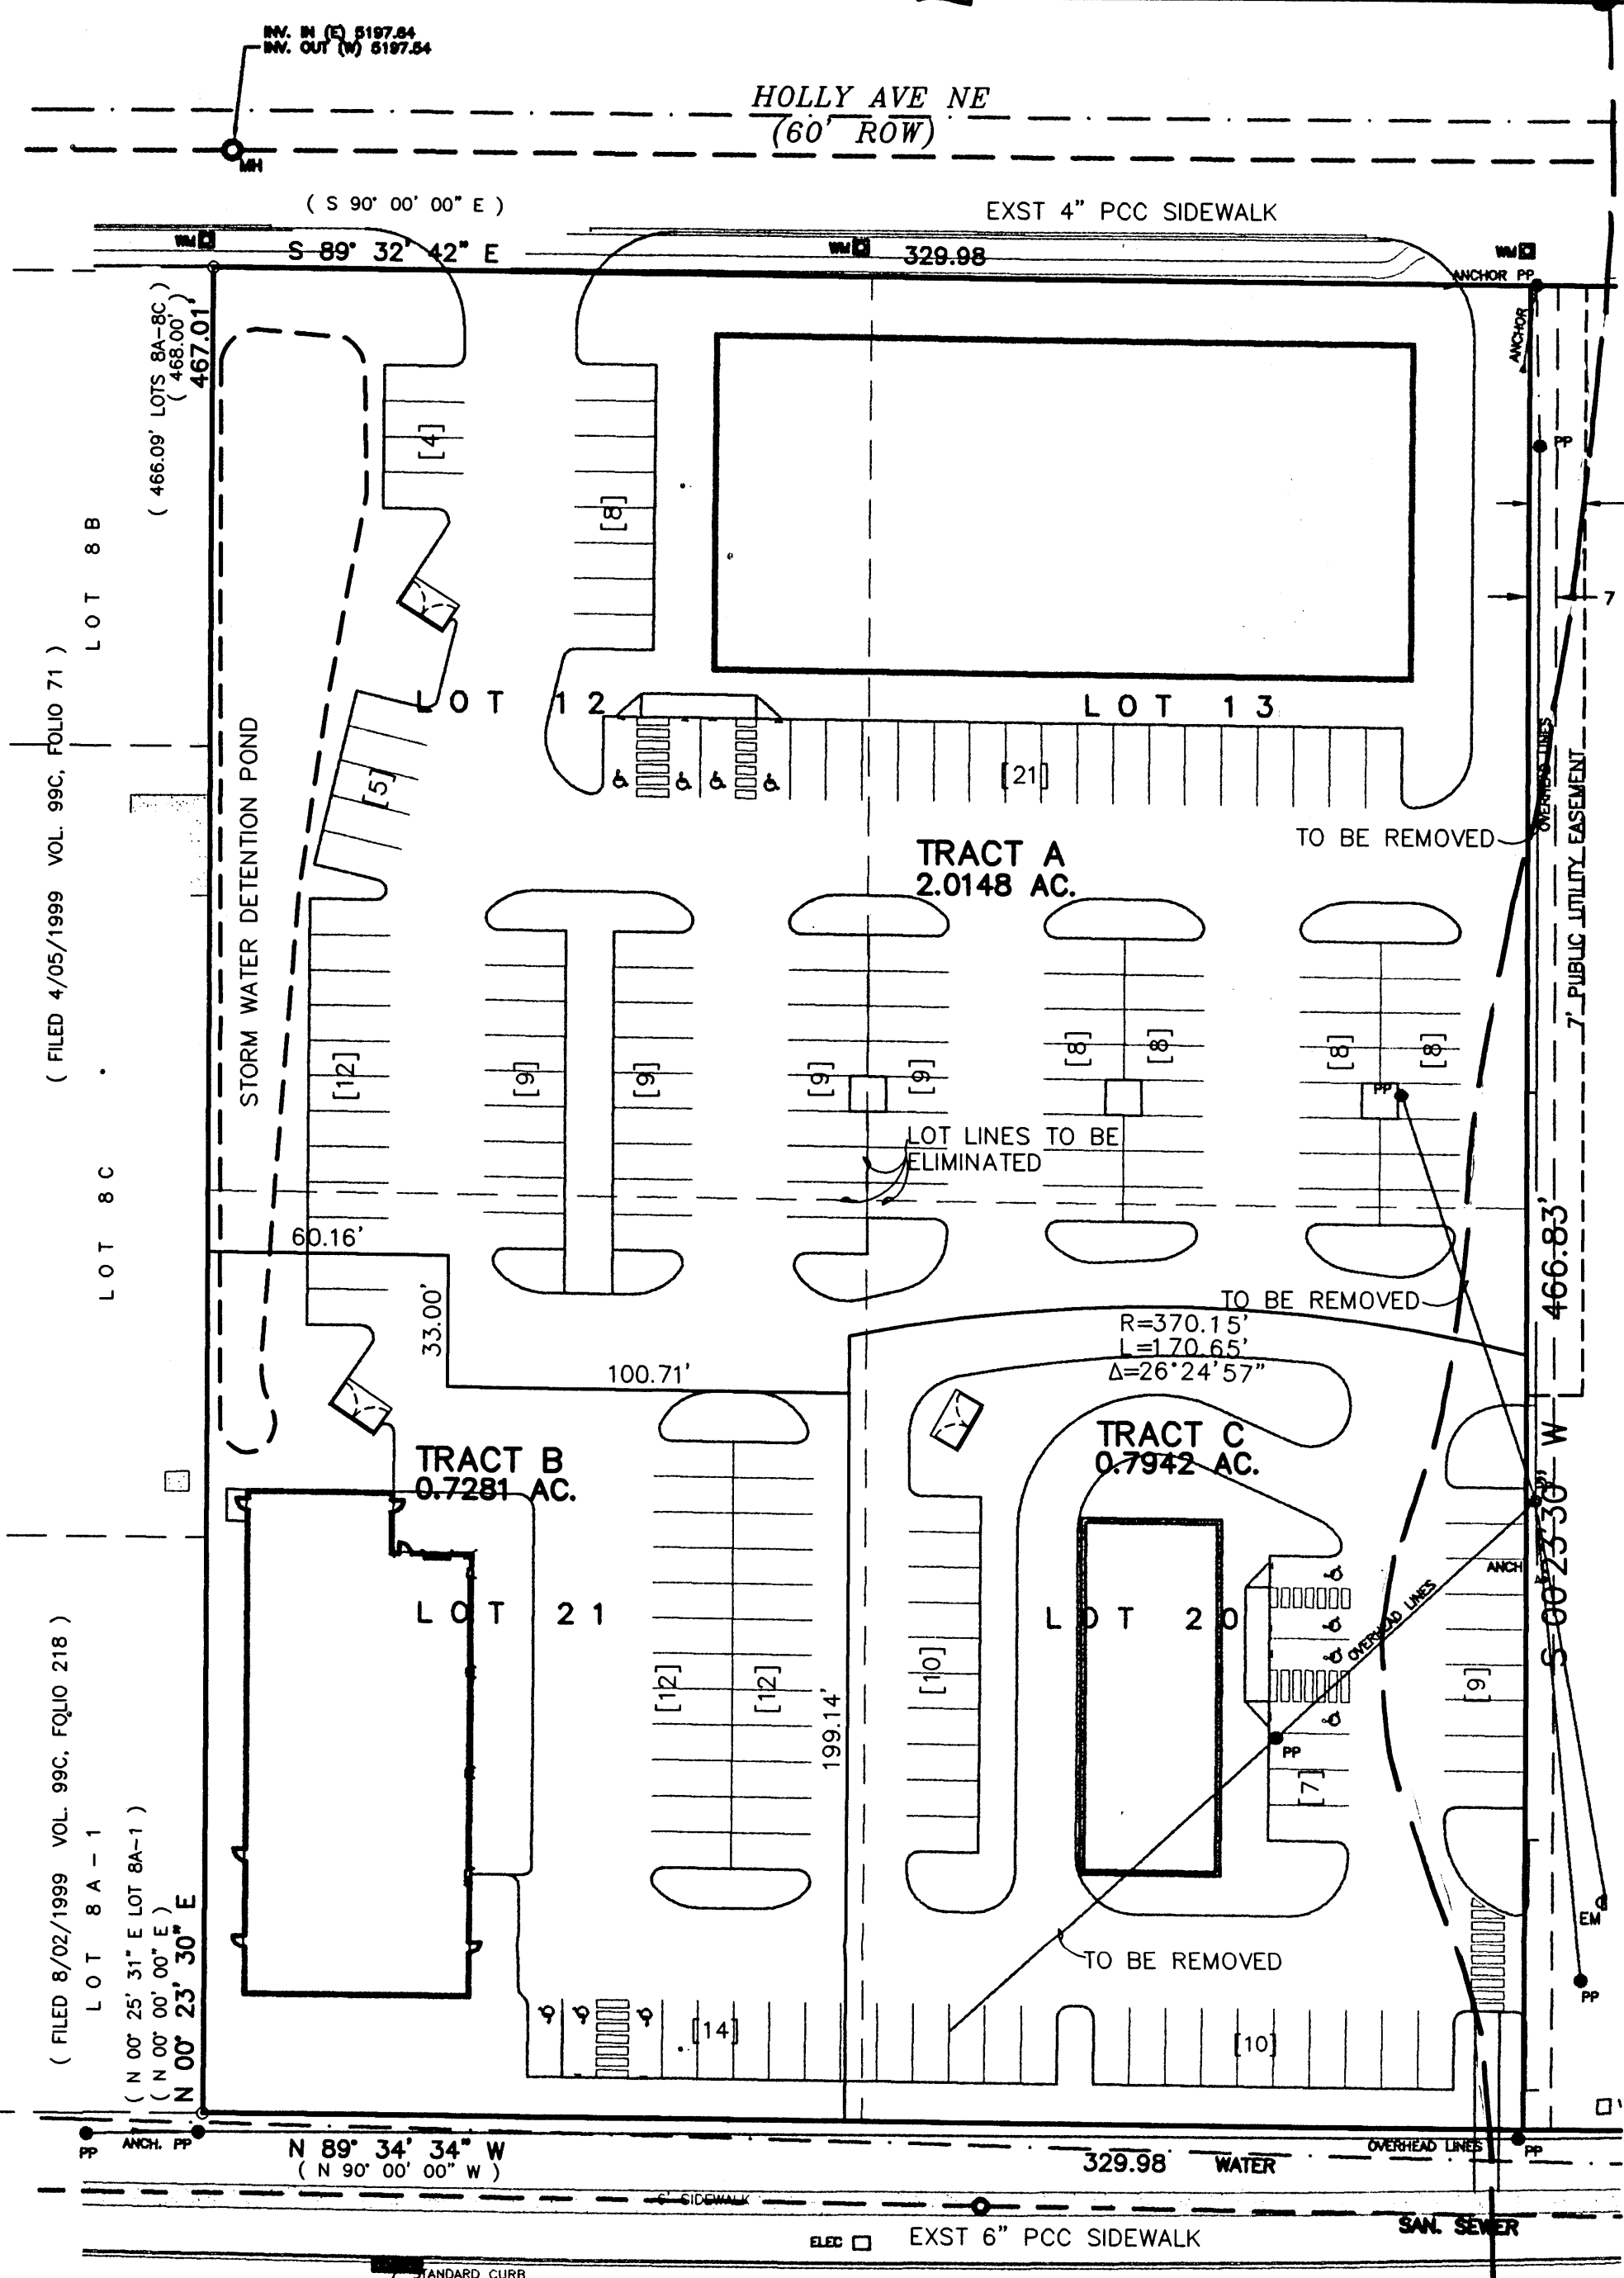 INV. IN (E) 5197.64
INV. OUT (W) 5197.54
HOLLY AVE NE
(60' ROW)
MH
( S 90° 00' 00" E )
EXST 4" PCC SIDEWALK
WM
S 89° 32' 42" E
WM
329.98
WM
ANCHOR PP
ANCHOR
( 466.09' LOTS 8A-8C )
( 468.00' )
467.01'
[4]
[8]
PP
LOT 8B
7
( FILED 4/05/1999 VOL. 99C, FOLIO 71 )
LOT 12
LOT 13
STORM WATER DETENTION POND
[5]
[21]
OVERHEAD LINES
TRACT A
2.0148 AC.
TO BE REMOVED
7' PUBLIC UTILITY EASEMENT
[12]
[9]
[9]
[9]
[9]
[8]
[8]
[8]
[8]
PP
LOT LINES TO BE
ELIMINATED
LOT 8C
60.16'
33.00'
100.71'
TO BE REMOVED
R=370.15'
L=170.65'
Δ=26°24'57"
S 00°23'30" W 466.83'
TRACT B
0.7281 AC.
TRACT C
0.7942 AC.
ANCH
LOT 21
LOT 20
OVERHEAD LINES
[12]
[12]
[10]
[9]
199.14'
PP
[7]
( FILED 8/02/1999 VOL. 99C, FOLIO 218 )
LOT 8A-1
( N 00° 25' 31" E LOT 8A-1 )
( N 00° 00' 00" E )
N 00° 23' 30" E
EM
PP
TO BE REMOVED
[14]
[10]
PP
ANCH. PP
N 89° 34' 34" W
( N 90° 00' 00" W )
329.98
WATER
OVERHEAD LINES
PP
6' SIDEWALK
ELEC
EXST 6" PCC SIDEWALK
SAN. SEWER
STANDARD CURB